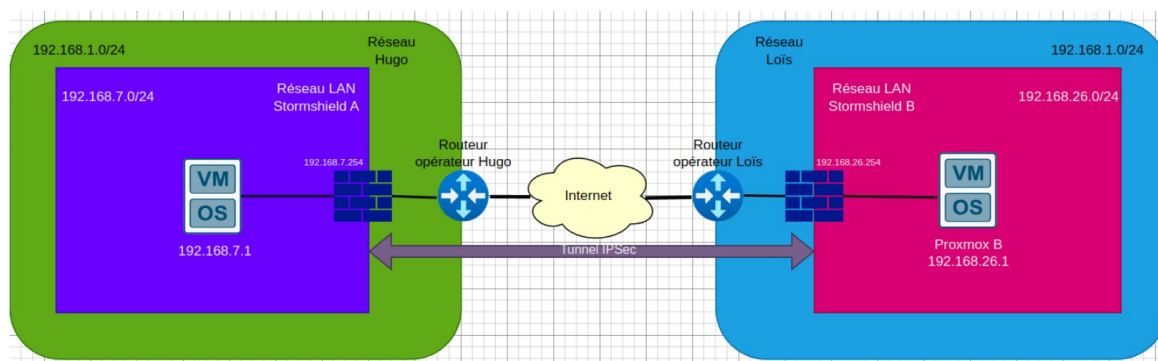 192.168.1.0/24
Réseau
Hugo
192.168.7.0/24
Réseau LAN
Stormshield A
192.168.7.254
VM
OS
192.168.7.1
Routeur
opérateur Hugo
Internet
Tunnel IPSec
Routeur
opérateur Loïs
Réseau
Loïs
192.168.1.0/24
Réseau LAN
Stormshield B
192.168.26.0/24
192.168.26.254
VM
OS
Proxmox B
192.168.26.1